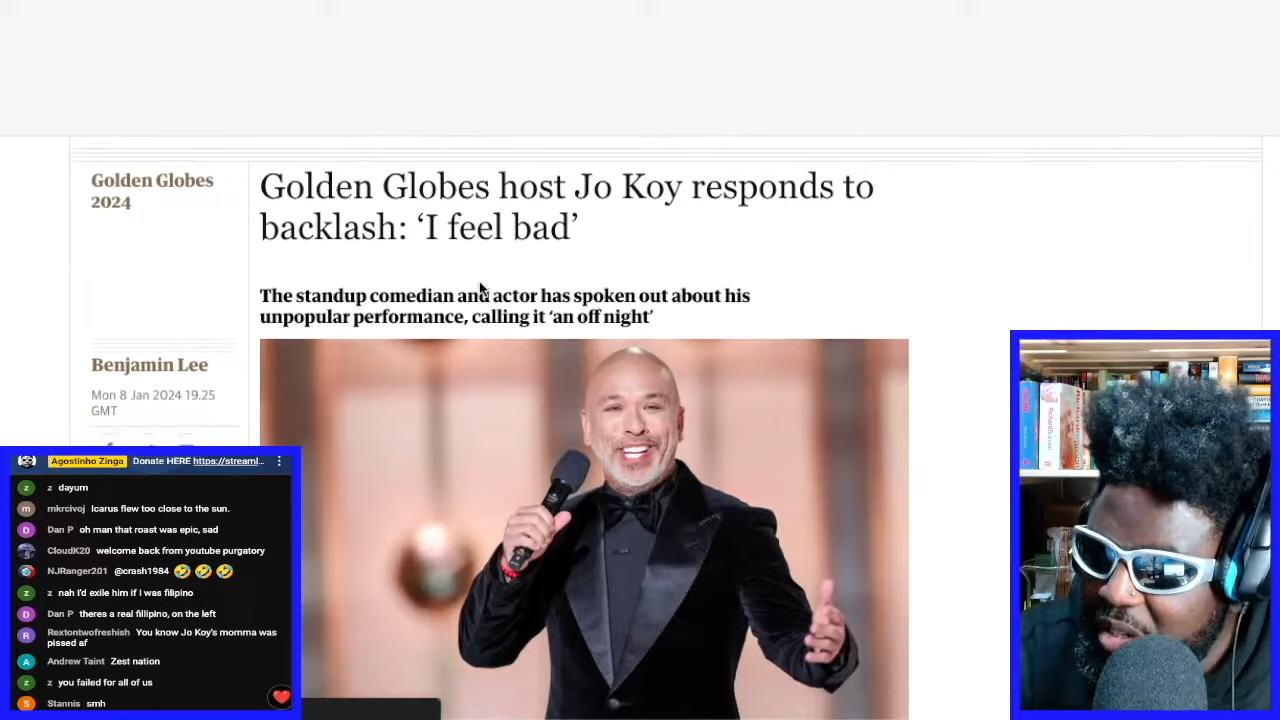 Golden Globes
2024
Golden Globes host Jo Koy responds to
backlash: ‘I feel bad’
The standup comedian and actor has spoken out about his
unpopular performance, calling it ‘an off night’
Benjamin Lee
Mon 8 Jan 2024 19.25
GMT
Agostinho Zinga Donate HERE https://streaml...
z dayum
mkrcivoj Icarus flew too close to the sun.
Dan P oh man that roast was epic, sad
CloudK20 welcome back from youtube purgatory
NJRanger201 @crash1984 🤣 🤣 🤣
z nah I'd exile him if I was filipino
Dan P theres a real fillipino, on the left
Rextontwofreshish You know Jo Koy's momma was
pissed af
Andrew Taint Zest nation
z you failed for all of us
Stannis smh